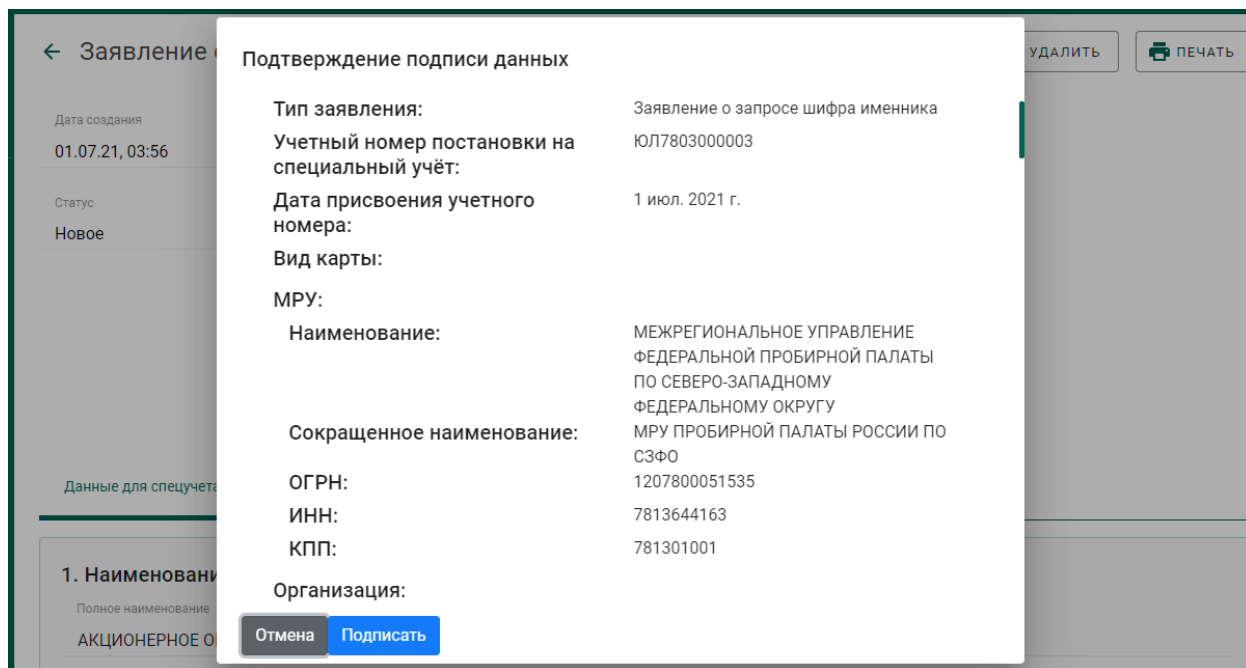 ← Заявление
УДАЛИТЬ
ПЕЧАТЬ
Дата создания
01.07.21, 03:56
Статус
Новое
Данные для спецучета
1. Наименовани
Полное наименование
АКЦИОНЕРНОЕ О
Подтверждение подписи данных
Тип заявления: Заявление о запросе шифра именника
Учетный номер постановки на ЮЛ7803000003
специальный учёт:
Дата присвоения учетного 1 июл. 2021 г.
номера:
Вид карты:
МРУ:
Наименование: МЕЖРЕГИОНАЛЬНОЕ УПРАВЛЕНИЕ
ФЕДЕРАЛЬНОЙ ПРОБИРНОЙ ПАЛАТЫ
ПО СЕВЕРО-ЗАПАДНОМУ
ФЕДЕРАЛЬНОМУ ОКРУГУ
Сокращенное наименование: МРУ ПРОБИРНОЙ ПАЛАТЫ РОССИИ ПО
СЗФО
ОГРН: 1207800051535
ИНН: 7813644163
КПП: 781301001
Организация:
Отмена Подписать